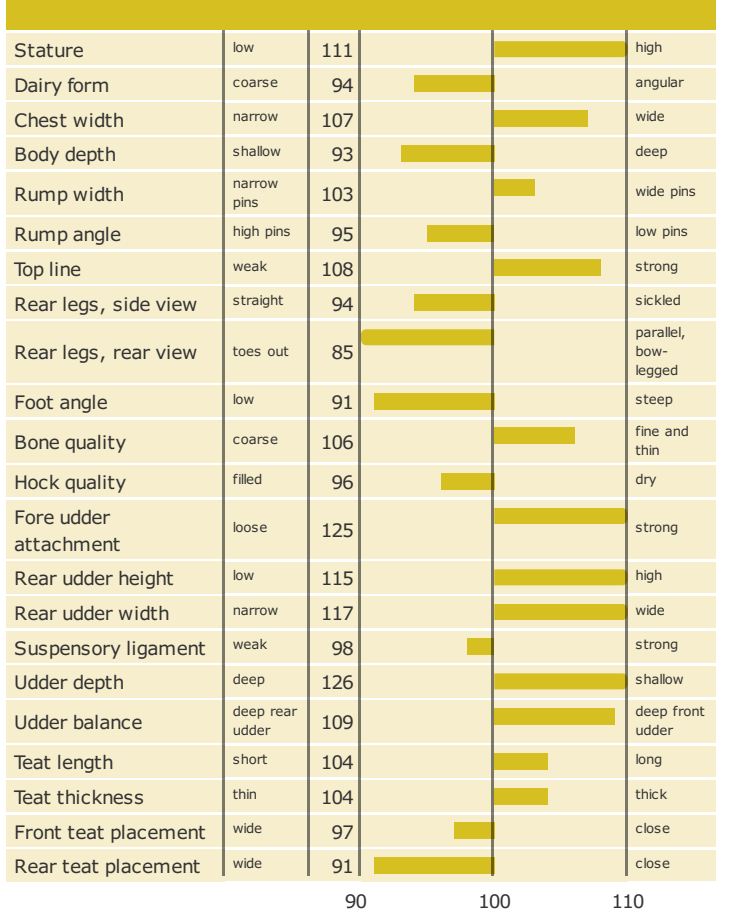 Stature low 111 high
Dairy form coarse 94 angular
Chest width narrow 107 wide
Body depth shallow 93 deep
Rump width narrow pins 103 wide pins
Rump angle high pins 95 low pins
Top line weak 108 strong
Rear legs, side view straight 94 sickled
Rear legs, rear view toes out 85 parallel, bow-legged
Foot angle low 91 steep
Bone quality coarse 106 fine and thin
Hock quality filled 96 dry
Fore udder attachment loose 125 strong
Rear udder height low 115 high
Rear udder width narrow 117 wide
Suspensory ligament weak 98 strong
Udder depth deep 126 shallow
Udder balance deep rear udder 109 deep front udder
Teat length short 104 long
Teat thickness thin 104 thick
Front teat placement wide 97 close
Rear teat placement wide 91 close
90 100 110